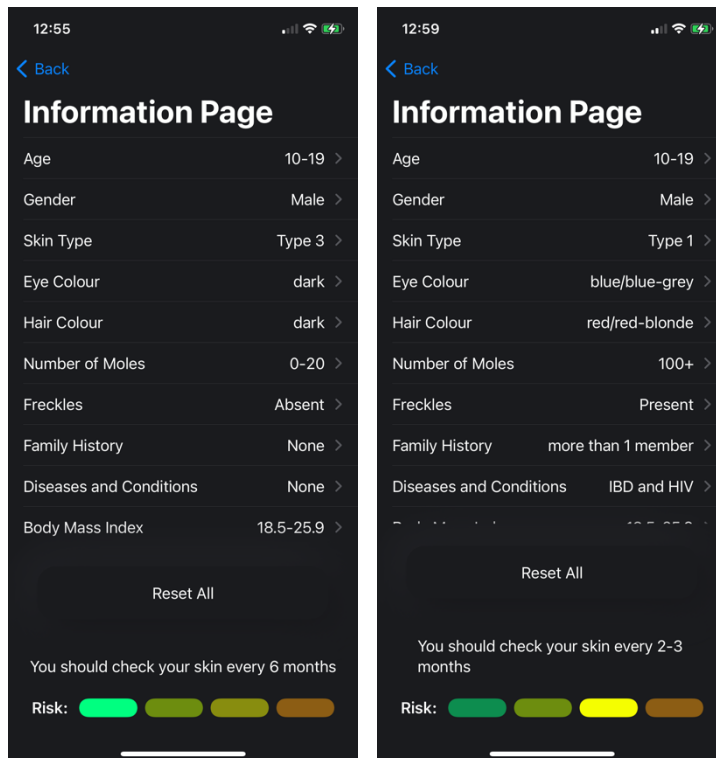 12:55
Back
Information Page
Age 10-19
Gender Male
Skin Type Type 3
Eye Colour dark
Hair Colour dark
Number of Moles 0-20
Freckles Absent
Family History None
Diseases and Conditions None
Body Mass Index 18.5-25.9
Reset All
You should check your skin every 6 months
Risk:
12:59
Back
Information Page
Age 10-19
Gender Male
Skin Type Type 1
Eye Colour blue/blue-grey
Hair Colour red/red-blonde
Number of Moles 100+
Freckles Present
Family History more than 1 member
Diseases and Conditions IBD and HIV
Reset All
You should check your skin every 2-3
months
Risk: